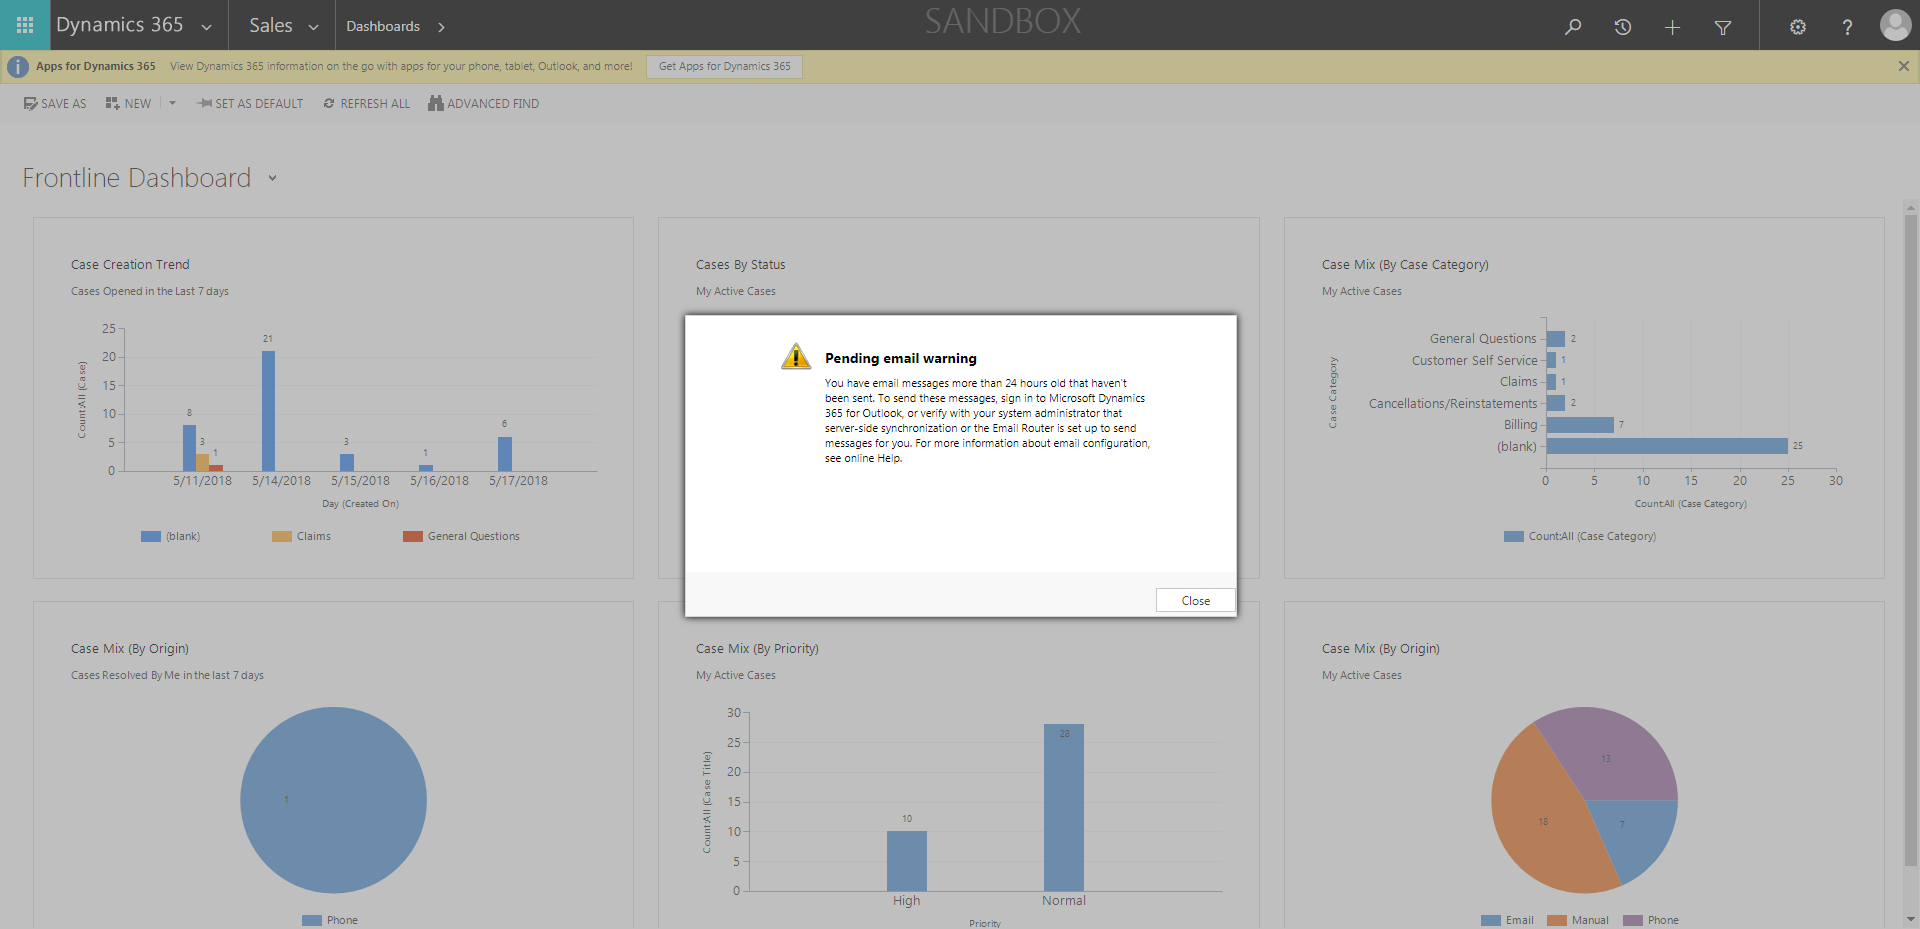 Dynamics 365
Sales
Dashboards
SANDBOX
Apps for Dynamics 365 View Dynamics 365 information on the go with apps for your phone, tablet, Outlook, and more! Get Apps for Dynamics 365
SAVE AS NEW SET AS DEFAULT REFRESH ALL ADVANCED FIND
Frontline Dashboard
Case Creation Trend
Cases Opened in the Last 7 days
Count:All (Case)
25
20
15
10
5
0
8
3
1
21
3
1
6
5/11/2018 5/14/2018 5/15/2018 5/16/2018 5/17/2018
Day (Created On)
(blank) Claims General Questions
Cases By Status
My Active Cases
Pending email warning
You have email messages more than 24 hours old that haven't
been sent. To send these messages, sign in to Microsoft Dynamics
365 for Outlook, or verify with your system administrator that
server-side synchronization or the Email Router is set up to send
messages for you. For more information about email configuration,
see online Help.
Close
Case Mix (By Case Category)
My Active Cases
Case Category
General Questions 2
Customer Self Service 1
Claims 1
Cancellations/Reinstatements 2
Billing 7
(blank) 25
0 5 10 15 20 25 30
Count:All (Case Category)
Count:All (Case Category)
Case Mix (By Origin)
Cases Resolved By Me in the last 7 days
1
Phone
Case Mix (By Priority)
My Active Cases
Count:All (Case Title)
30
25
20
15
10
5
0
10
28
High Normal
Priority
Case Mix (By Origin)
My Active Cases
13
18
7
Email Manual Phone